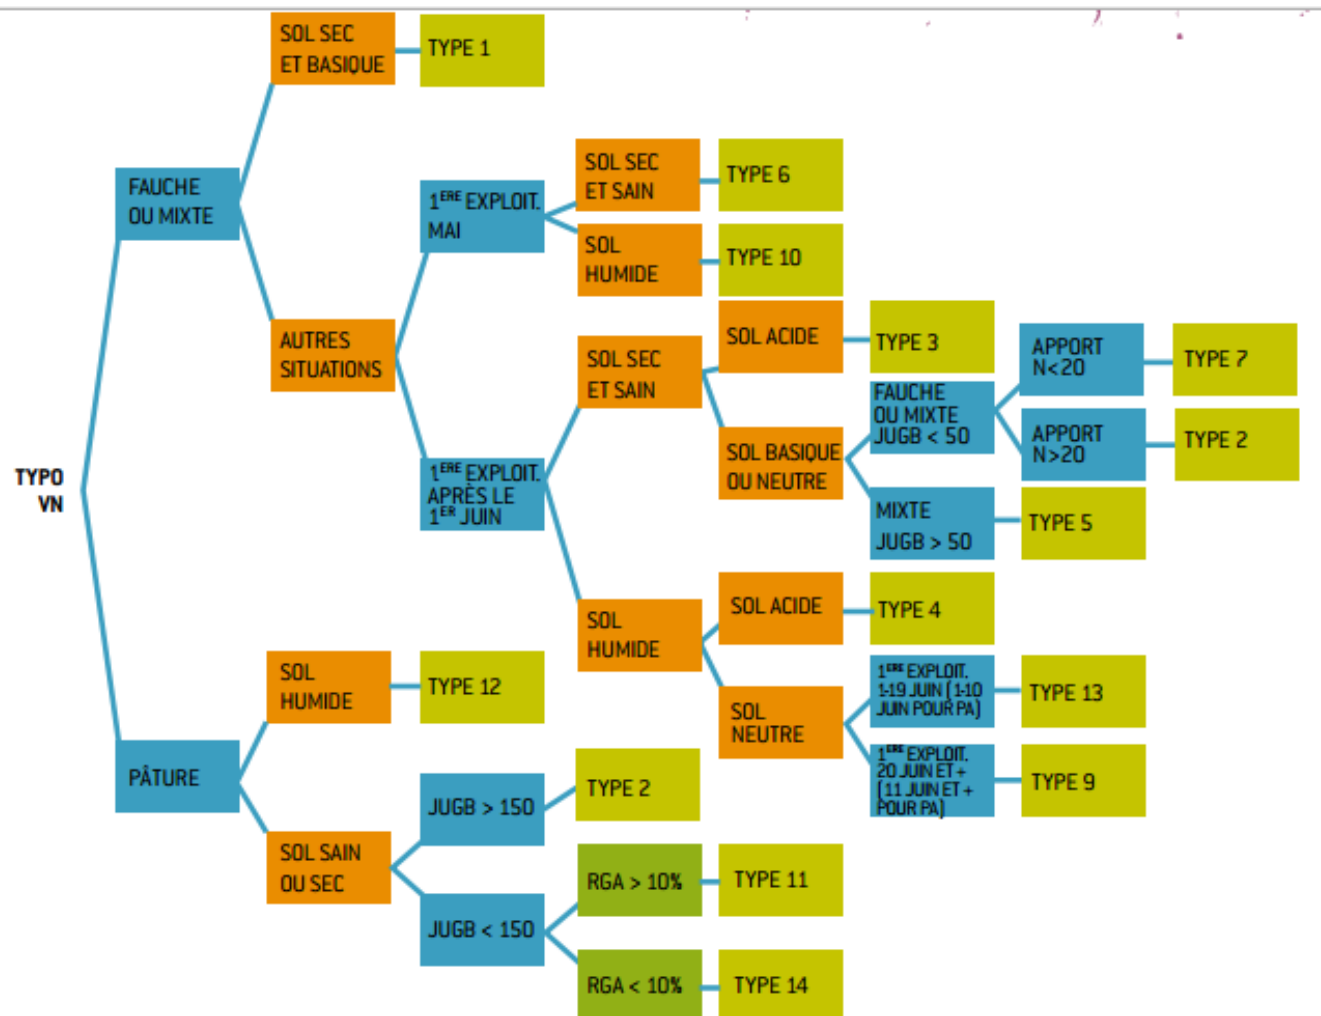 TYPO
VN
FAUCHE
OU MIXTE
SOL SEC
ET BASIQUE
TYPE 1
AUTRES
SITUATIONS
1ERE EXPLOIT.
MAI
SOL SEC
ET SAIN
TYPE 6
SOL
HUMIDE
TYPE 10
1ERE EXPLOIT.
APRÈS LE
1ER JUIN
SOL SEC
ET SAIN
SOL ACIDE
TYPE 3
SOL BASIQUE
OU NEUTRE
FAUCHE
OU MIXTE
JUGB < 50
APPORT
N<20
TYPE 7
APPORT
N>20
TYPE 2
MIXTE
JUGB > 50
TYPE 5
SOL
HUMIDE
SOL ACIDE
TYPE 4
SOL
NEUTRE
1ERE EXPLOIT.
1-19 JUIN (1-10
JUIN POUR PA)
TYPE 13
1ERE EXPLOIT.
20 JUIN ET +
(11 JUIN ET +
POUR PA)
TYPE 9
PÂTURE
SOL
HUMIDE
TYPE 12
SOL SAIN
OU SEC
JUGB > 150
TYPE 2
JUGB < 150
RGA > 10%
TYPE 11
RGA < 10%
TYPE 14